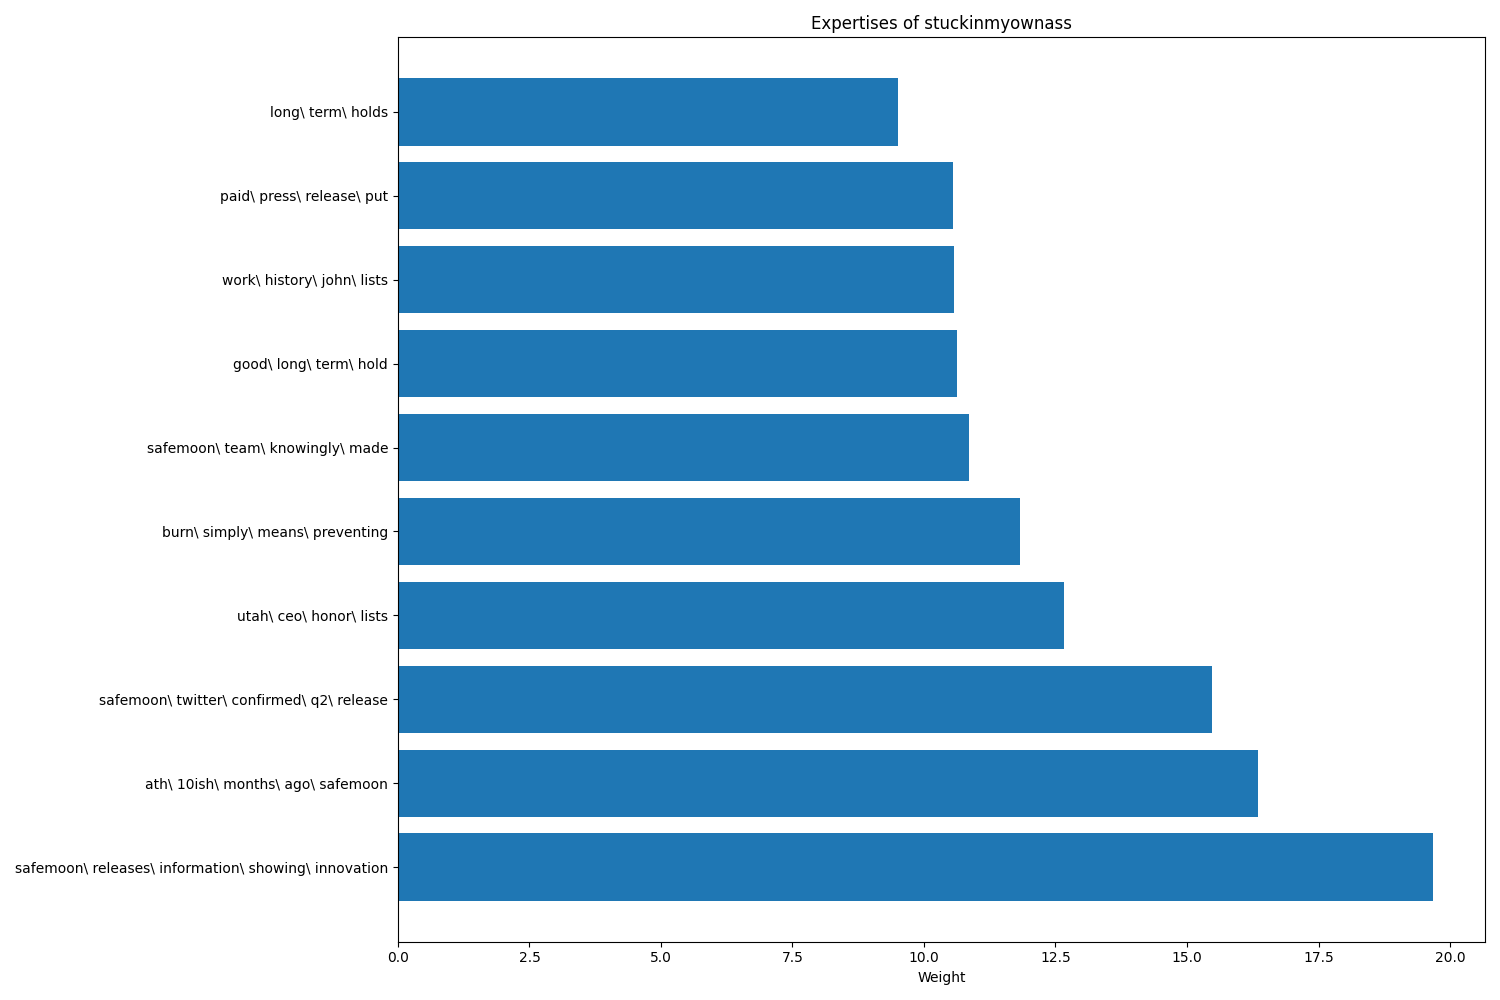 Expertises of stuckinmyownass
long\ term\ holds
paid\ press\ release\ put
work\ history\ john\ lists
good\ long\ term\ hold
safemoon\ team\ knowingly\ made
burn\ simply\ means\ preventing
utah\ ceo\ honor\ lists
safemoon\ twitter\ confirmed\ q2\ release
ath\ 10ish\ months\ ago\ safemoon
safemoon\ releases\ information\ showing\ innovation
0.0 2.5 5.0 7.5 10.0 12.5 15.0 17.5 20.0
Weight